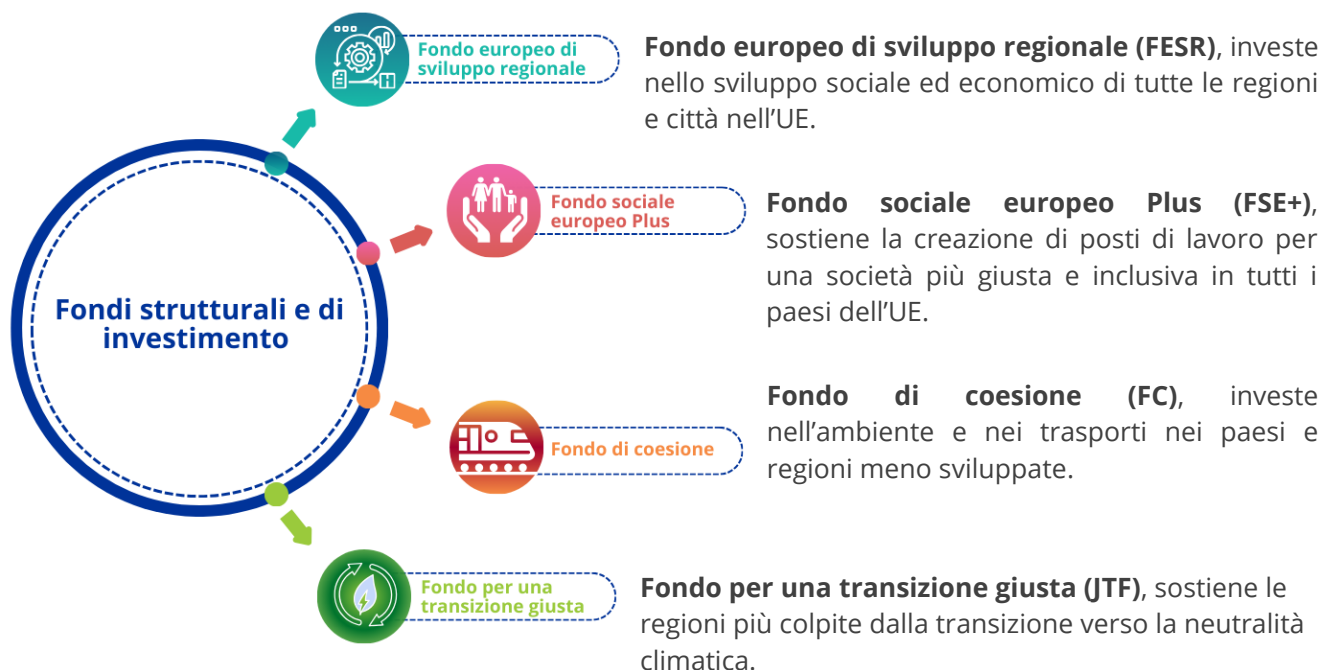 Fondo europeo di
sviluppo regionale
Fondo europeo di sviluppo regionale (FESR), investe
nello sviluppo sociale ed economico di tutte le regioni
e città nell’UE.
Fondo sociale
europeo Plus
Fondo sociale europeo Plus (FSE+),
sostiene la creazione di posti di lavoro per
una società più giusta e inclusiva in tutti i
paesi dell’UE.
Fondi strutturali e di
investimento
Fondo di coesione
Fondo di coesione (FC), investe
nell’ambiente e nei trasporti nei paesi e
regioni meno sviluppate.
Fondo per una
transizione giusta
Fondo per una transizione giusta (JTF), sostiene le
regioni più colpite dalla transizione verso la neutralità
climatica.